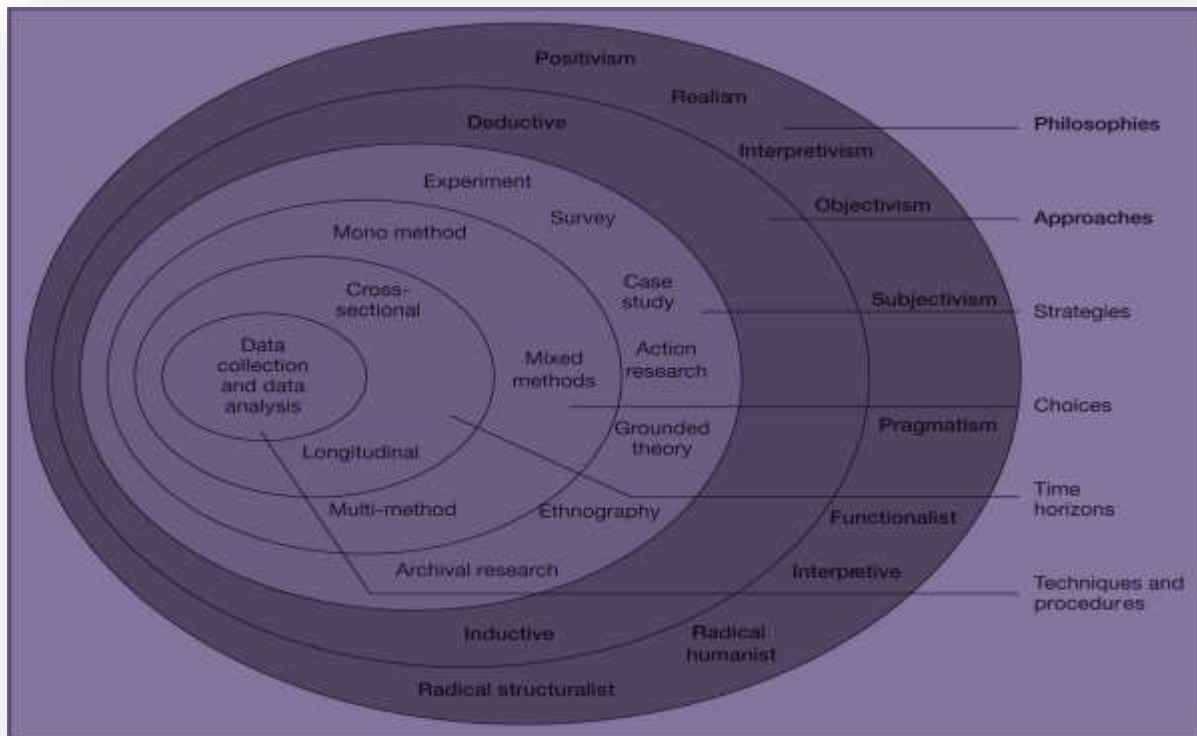 Positivism
Realism
Interpretivism
Objectivism
Subjectivism
Pragmatism
Functionalist
Interpretive
Radical
humanist
Radical structuralist
Deductive
Inductive
Experiment
Survey
Case
study
Action
research
Grounded
theory
Ethnography
Archival research
Mono method
Mixed
methods
Multi-method
Cross-
sectional
Longitudinal
Data
collection
and data
analysis
Philosophies
Approaches
Strategies
Choices
Time
horizons
Techniques and
procedures